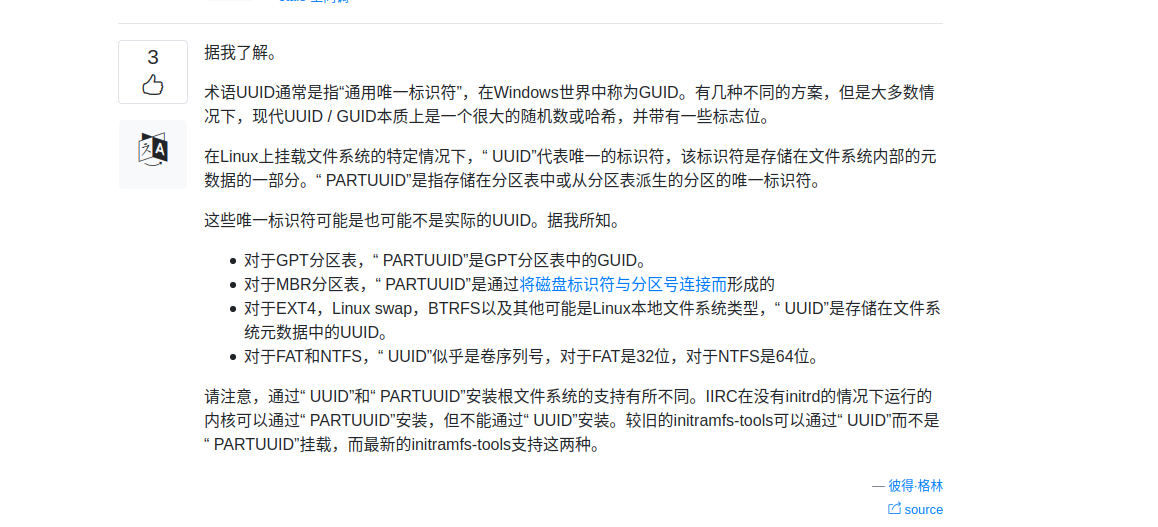 3
据我了解。
术语UUID通常是指“通用唯一标识符”，在Windows世界中称为GUID。有几种不同的方案，但是大多数情
况下，现代UUID / GUID本质上是一个很大的随机数或哈希，并带有一些标志位。
在Linux上挂载文件系统的特定情况下，“ UUID”代表唯一的标识符，该标识符是存储在文件系统内部的元
数据的一部分。“ PARTUUID”是指存储在分区表中或从分区表派生的分区的唯一标识符。
这些唯一标识符可能是也可能不是实际的UUID。据我所知。
对于GPT分区表，“ PARTUUID”是GPT分区表中的GUID。
对于MBR分区表，“ PARTUUID”是通过将磁盘标识符与分区号连接而形成的
对于EXT4，Linux swap，BTRFS以及其他可能是Linux本地文件系统类型，“ UUID”是存储在文件系
统元数据中的UUID。
对于FAT和NTFS，“ UUID”似乎是卷序列号，对于FAT是32位，对于NTFS是64位。
请注意，通过“ UUID”和“ PARTUUID”安装根文件系统的支持有所不同。IIRC在没有initrd的情况下运行的
内核可以通过“ PARTUUID”安装，但不能通过“ UUID”安装。较旧的initramfs-tools可以通过“ UUID”而不是
“ PARTUUID”挂载，而最新的initramfs-tools支持这两种。
— 彼得·格林
source